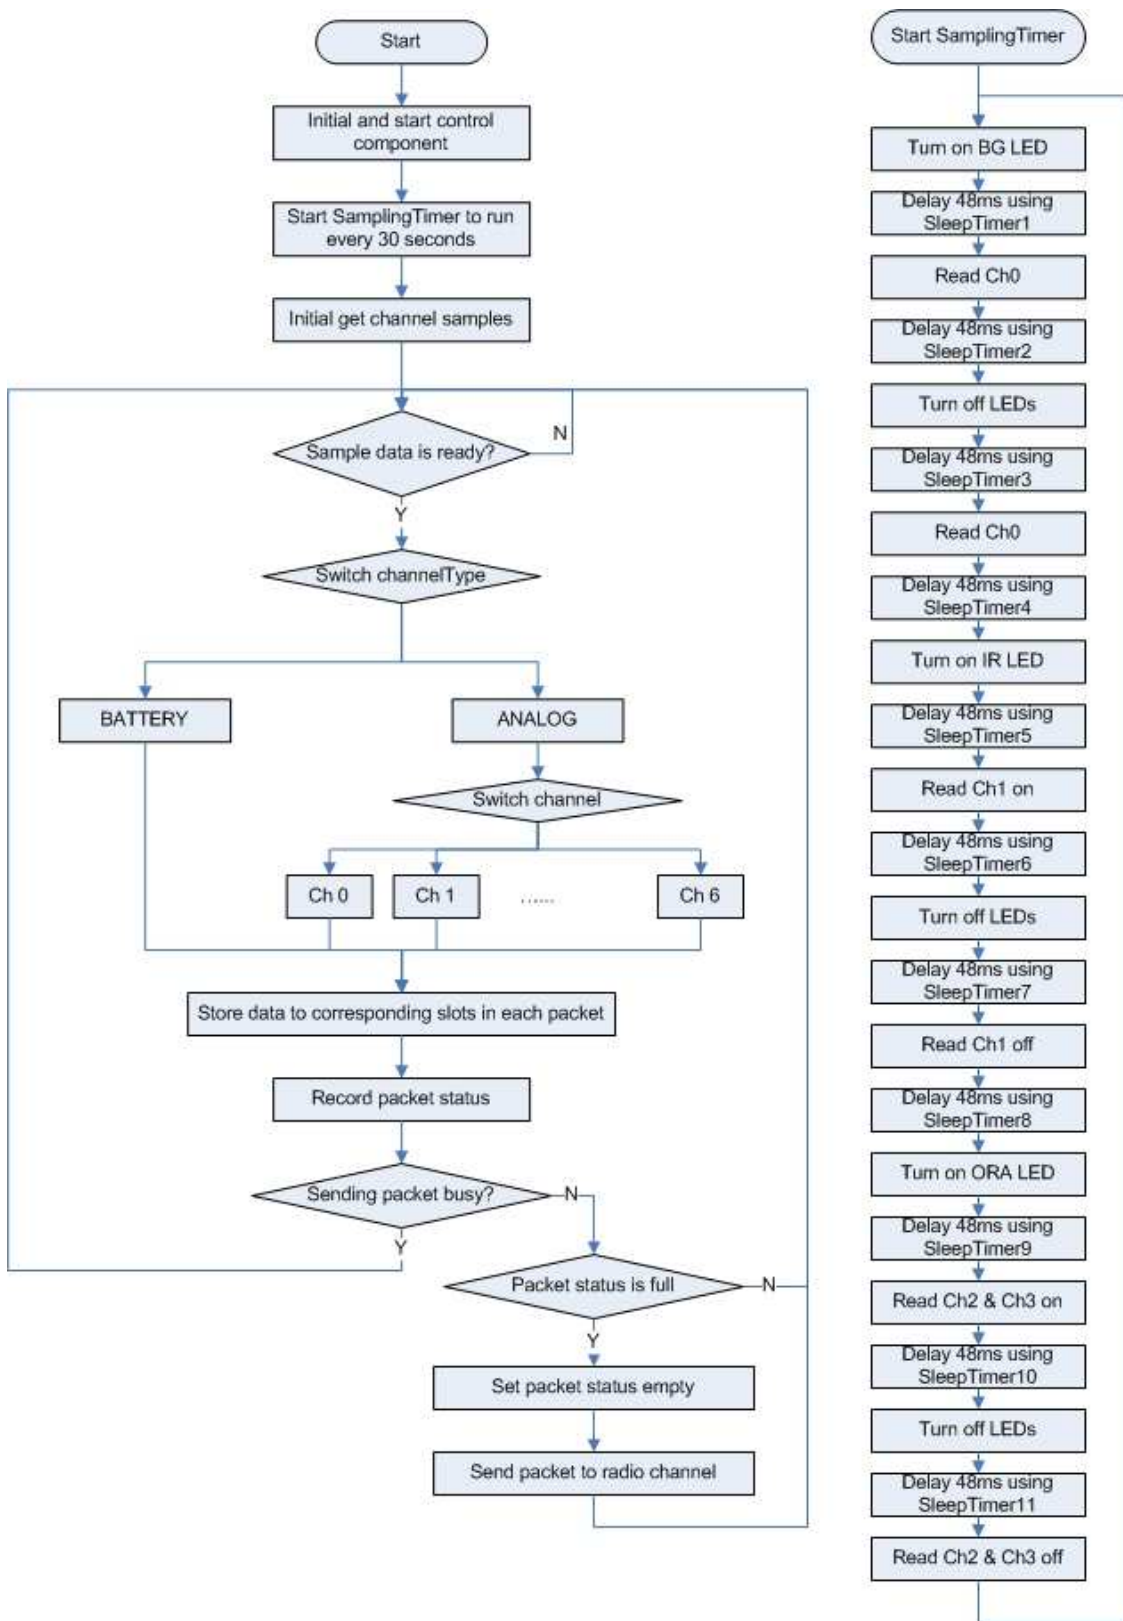 Start
Initial and start control
component
Start SamplingTimer to run
every 30 seconds
Initial get channel samples
Sample data is ready?
N
Y
Switch channelType
BATTERY
ANALOG
Switch channel
Ch 0
Ch 1
......
Ch 6
Store data to corresponding slots in each packet
Record packet status
Sending packet busy?
N
Y
Packet status is full
N
Y
Set packet status empty
Send packet to radio channel
Start SamplingTimer
Turn on BG LED
Delay 48ms using
SleepTimer1
Read Ch0
Delay 48ms using
SleepTimer2
Turn off LEDs
Delay 48ms using
SleepTimer3
Read Ch0
Delay 48ms using
SleepTimer4
Turn on IR LED
Delay 48ms using
SleepTimer5
Read Ch1 on
Delay 48ms using
SleepTimer6
Turn off LEDs
Delay 48ms using
SleepTimer7
Read Ch1 off
Delay 48ms using
SleepTimer8
Turn on ORA LED
Delay 48ms using
SleepTimer9
Read Ch2 & Ch3 on
Delay 48ms using
SleepTimer10
Turn off LEDs
Delay 48ms using
SleepTimer11
Read Ch2 & Ch3 off